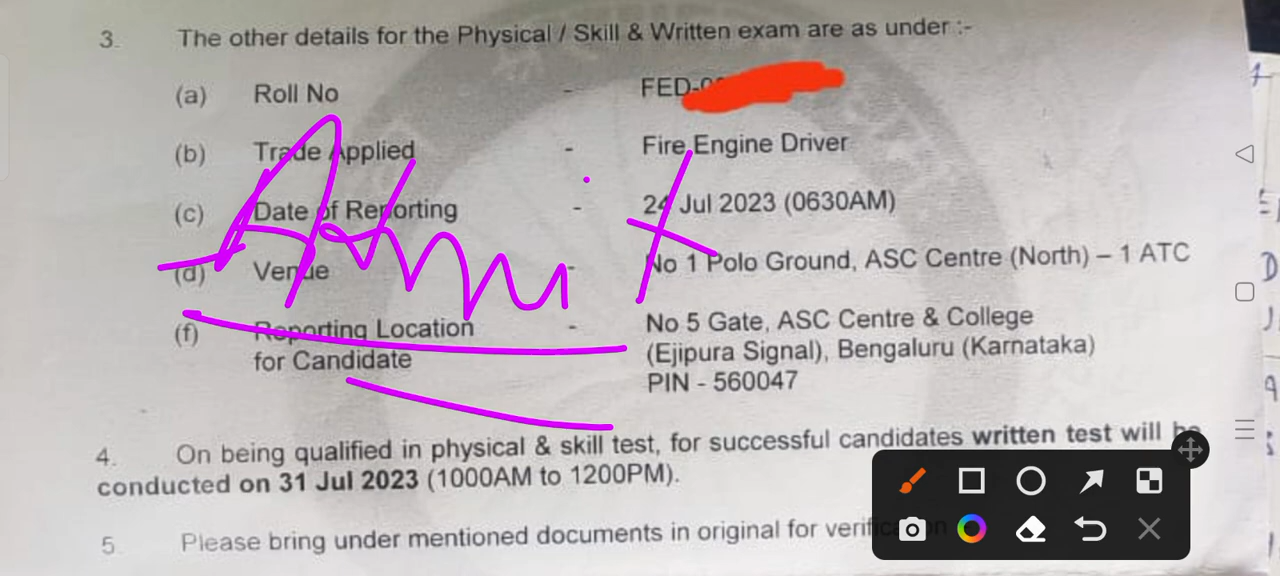 3. The other details for the Physical / Skill & Written exam are as under :-
(a) Roll No - FED-
(b) Trade Applied - Fire Engine Driver
(c) Date of Reporting - 24 Jul 2023 (0630AM)
(d) Venue - No 1 Polo Ground, ASC Centre (North) – 1 ATC
(f) Reporting Location - No 5 Gate, ASC Centre & College
for Candidate (Ejipura Signal), Bengaluru (Karnataka)
PIN - 560047
4. On being qualified in physical & skill test, for successful candidates written test will be
conducted on 31 Jul 2023 (1000AM to 1200PM).
5. Please bring under mentioned documents in original for